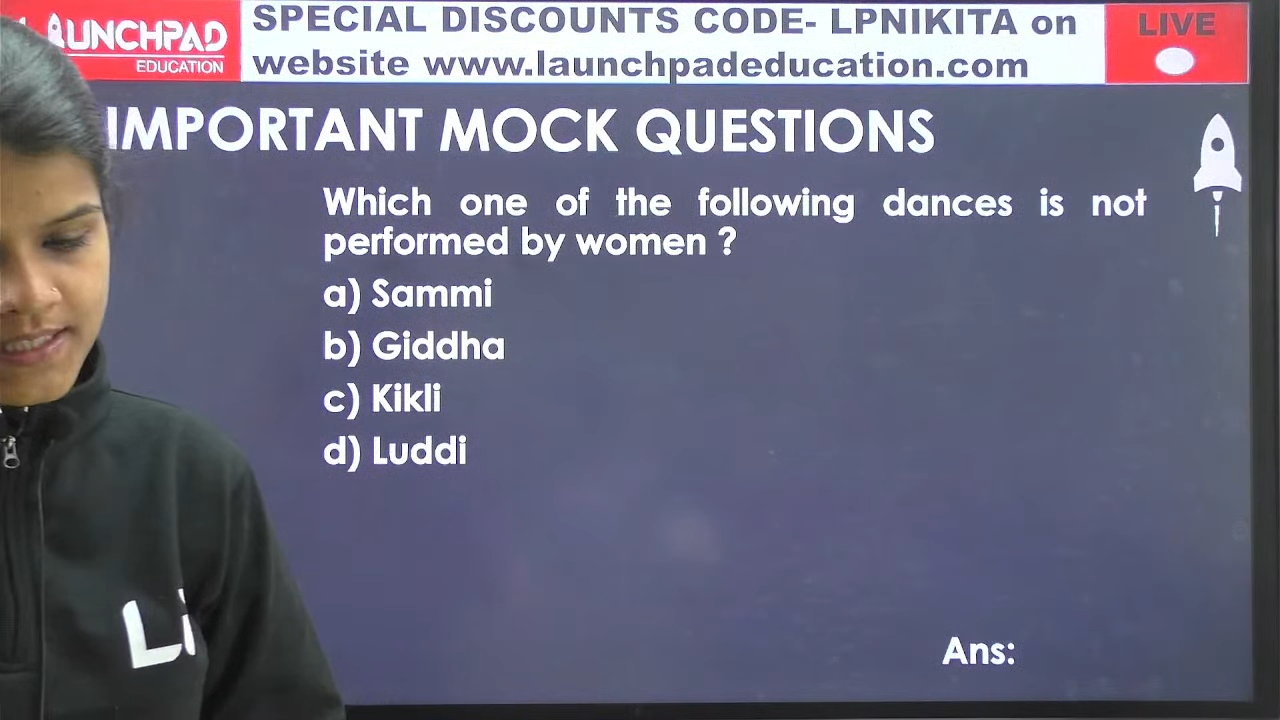 LAUNCHPAD
EDUCATION
SPECIAL DISCOUNTS CODE- LPNIKITA on
website www.launchpadeducation.com
LIVE
IMPORTANT MOCK QUESTIONS
Which one of the following dances is not
performed by women ?
a) Sammi
b) Giddha
c) Kikli
d) Luddi
Ans: